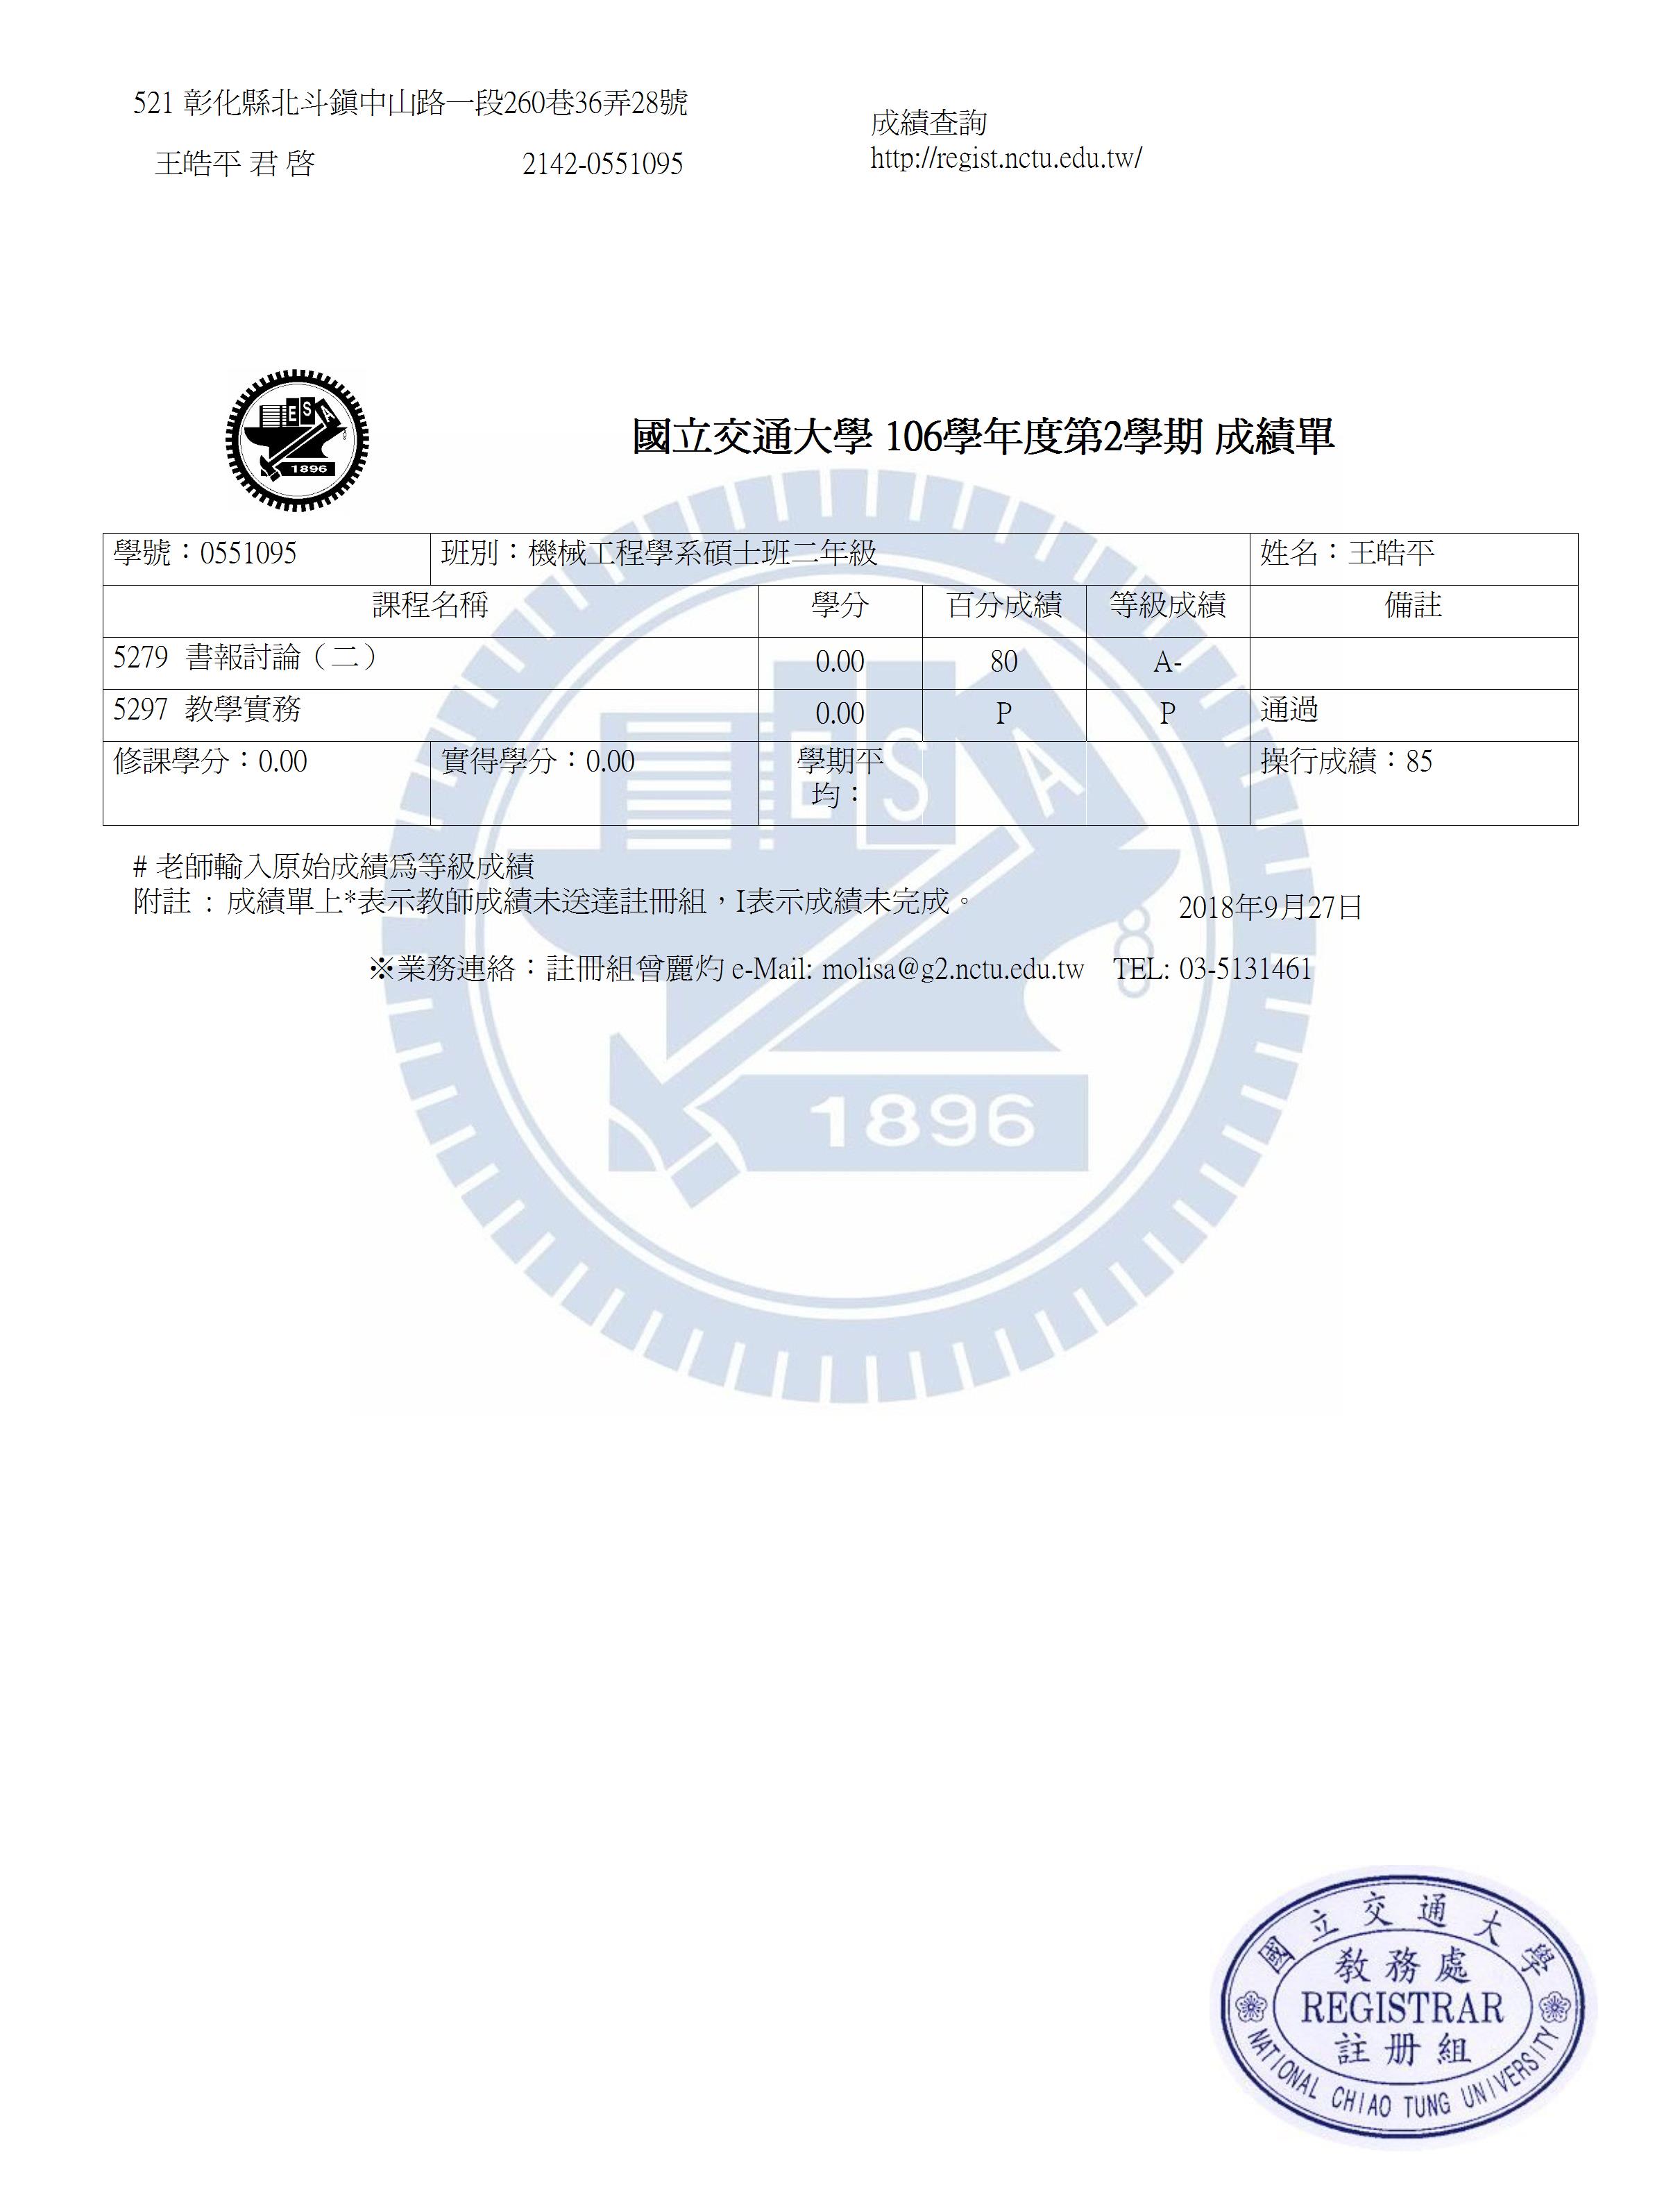 521 彰化縣北斗鎮中山路一段260巷36弄28號
王皓平 君 啓 2142-0551095
成績查詢
http://regist.nctu.edu.tw/
ESA
1896
國立交通大學 106學年度第2學期 成績單
學號：0551095 班別：機械工程學系碩士班二年級 姓名：王皓平
課程名稱 學分 百分成績 等級成績 備註
5279 書報討論（二） 0.00 80 A-
5297 教學實務 0.00 P P 通過
修課學分：0.00 實得學分：0.00 學期平均： 操行成績：85
# 老師輸入原始成績為等級成績
附註 : 成績單上*表示教師成績未送達註冊組，I表示成績未完成。 2018年9月27日
※業務連絡：註冊組曾麗灼 e-Mail: molisa@g2.nctu.edu.tw TEL: 03-5131461
ESA
1896
國立交通大學
教務處
REGISTRAR
註冊組
NATIONAL CHIAO TUNG UNIVERSITY